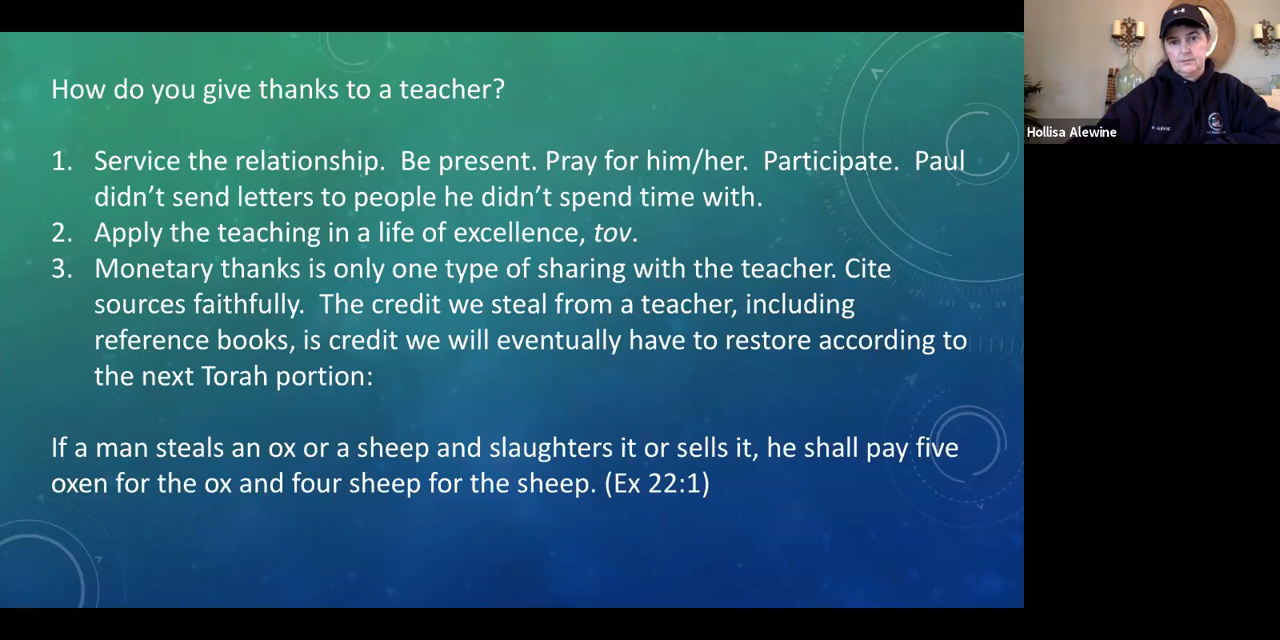 How do you give thanks to a teacher?
1. Service the relationship.  Be present. Pray for him/her.  Participate.  Paul
didn’t send letters to people he didn’t spend time with.
2. Apply the teaching in a life of excellence, tov.
3. Monetary thanks is only one type of sharing with the teacher. Cite
sources faithfully.  The credit we steal from a teacher, including
reference books, is credit we will eventually have to restore according to
the next Torah portion:
If a man steals an ox or a sheep and slaughters it or sells it, he shall pay five
oxen for the ox and four sheep for the sheep. (Ex 22:1)
Hollisa Alewine